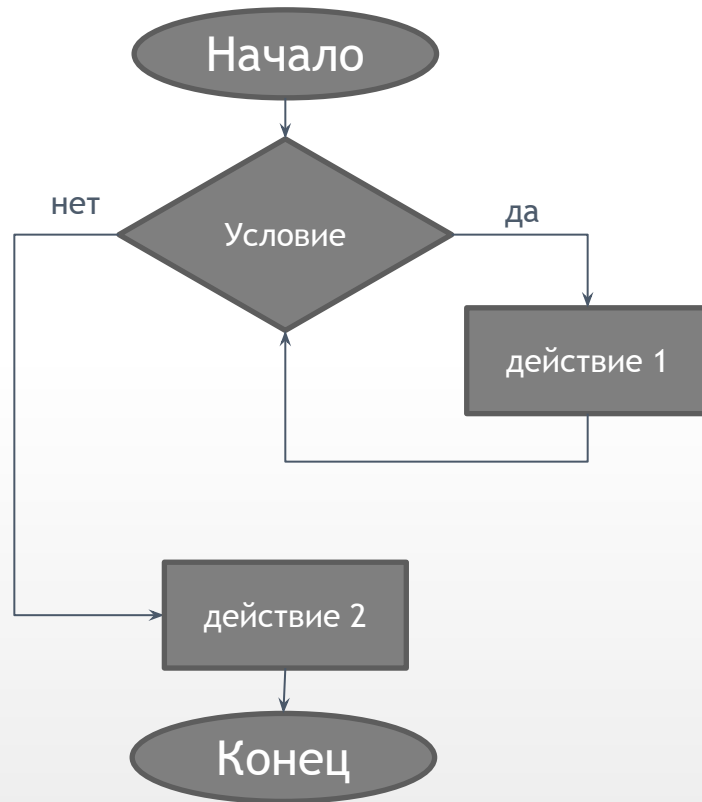 Начало
нет
да
Условие
действие 1
действие 2
Конец